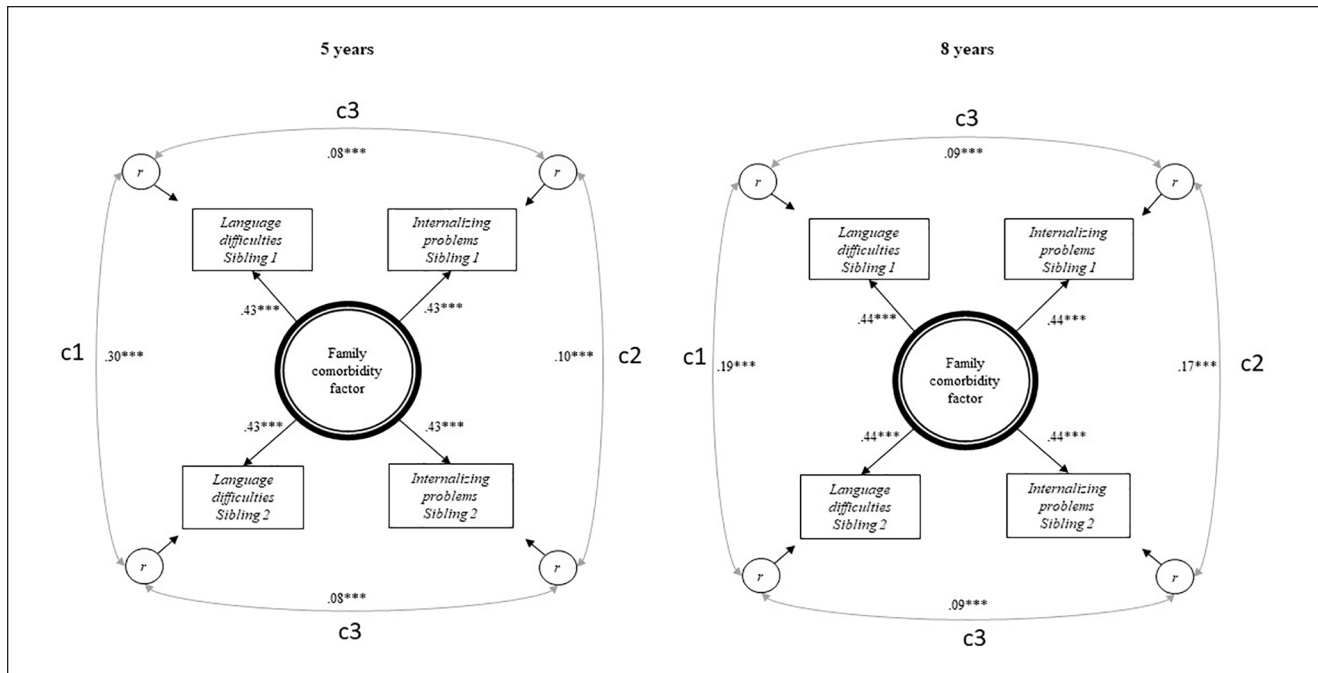 5 years
c3
.08***
r
r
Language
difficulties
Sibling 1
Internalizing
problems
Sibling 1
.43***
.43***
c1
.30***
Family
comorbidity
factor
.10***
c2
.43***
.43***
Language
difficulties
Sibling 2
Internalizing
problems
Sibling 2
r
r
.08***
c3
8 years
c3
.09***
r
r
Language
difficulties
Sibling 1
Internalizing
problems
Sibling 1
.44***
.44***
c1
.19***
Family
comorbidity
factor
.17***
c2
.44***
.44***
Language
difficulties
Sibling 2
Internalizing
problems
Sibling 2
r
r
.09***
c3